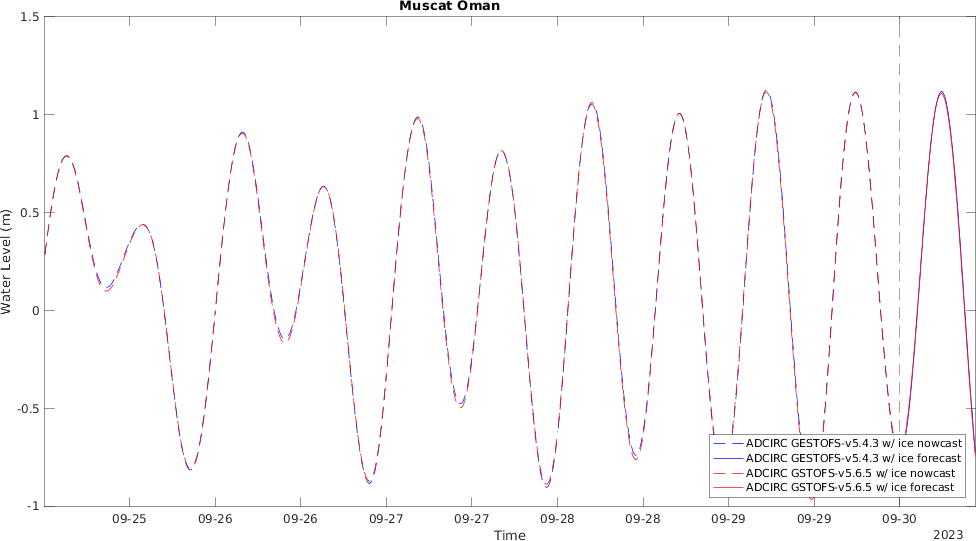 Muscat Oman
1.5
1
0.5
0
-0.5
-1
Water Level (m)
ADCIRC GESTOFS-v5.4.3 w/ ice nowcast
ADCIRC GESTOFS-v5.4.3 w/ ice forecast
ADCIRC GSTOFS-v5.6.5 w/ ice nowcast
ADCIRC GSTOFS-v5.6.5 w/ ice forecast
09-25 09-26 09-26 09-27 09-27 09-28 09-28 09-29 09-29 09-30
Time
2023